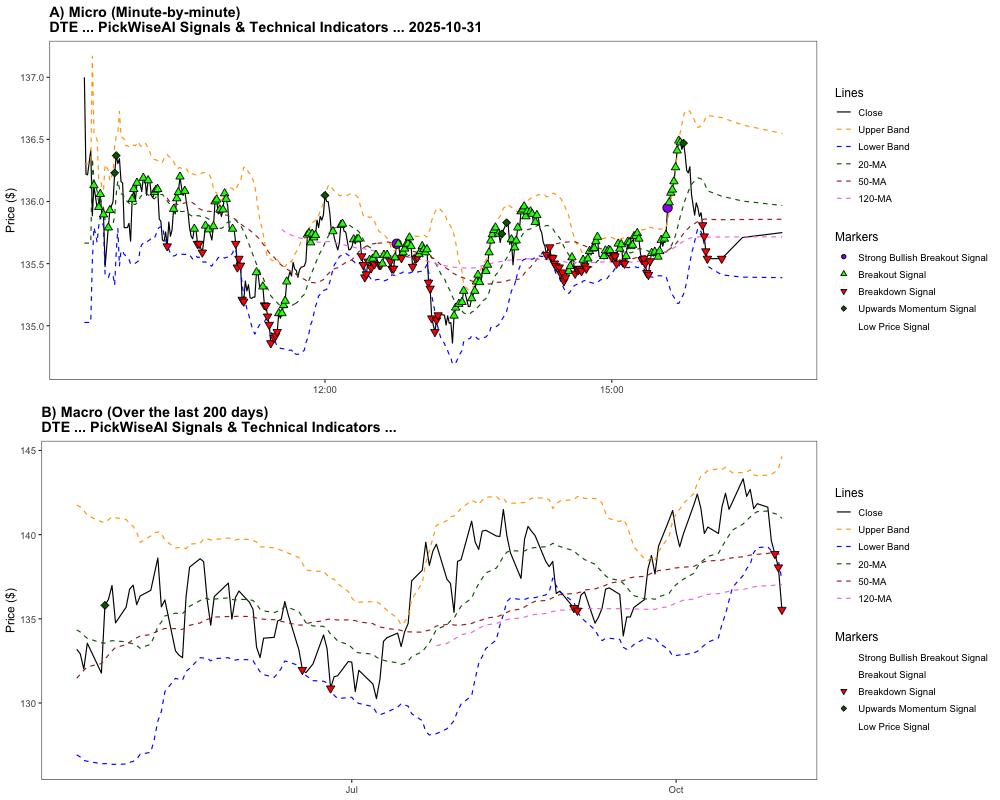 A) Micro (Minute-by-minute)
DTE ... PickWiseAI Signals & Technical Indicators ... 2025-10-31
Price ($)
137.0
136.5
136.0
135.5
135.0
12:00
15:00
Lines
Close
Upper Band
Lower Band
20-MA
50-MA
120-MA
Markers
Strong Bullish Breakout Signal
Breakout Signal
Breakdown Signal
Upwards Momentum Signal
Low Price Signal
B) Macro (Over the last 200 days)
DTE ... PickWiseAI Signals & Technical Indicators ...
Price ($)
145
140
135
130
Jul
Oct
Lines
Close
Upper Band
Lower Band
20-MA
50-MA
120-MA
Markers
Strong Bullish Breakout Signal
Breakout Signal
Breakdown Signal
Upwards Momentum Signal
Low Price Signal